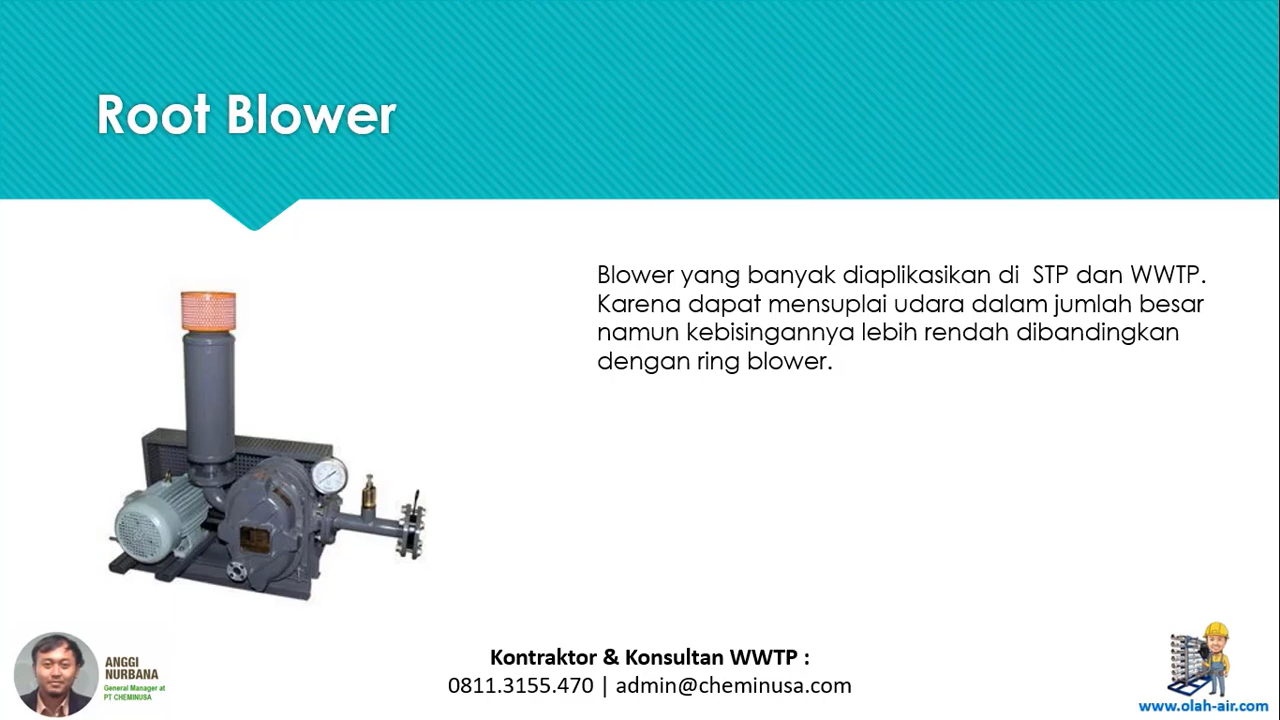 Root Blower
Blower yang banyak diaplikasikan di STP dan WWTP.
Karena dapat mensuplai udara dalam jumlah besar
namun kebisingannya lebih rendah dibandingkan
dengan ring blower.
ANGGI
NURBANA
General Manager at
PT CHEMINUSA
Kontraktor & Konsultan WWTP :
0811.3155.470 | admin@cheminusa.com
www.olah-air.com